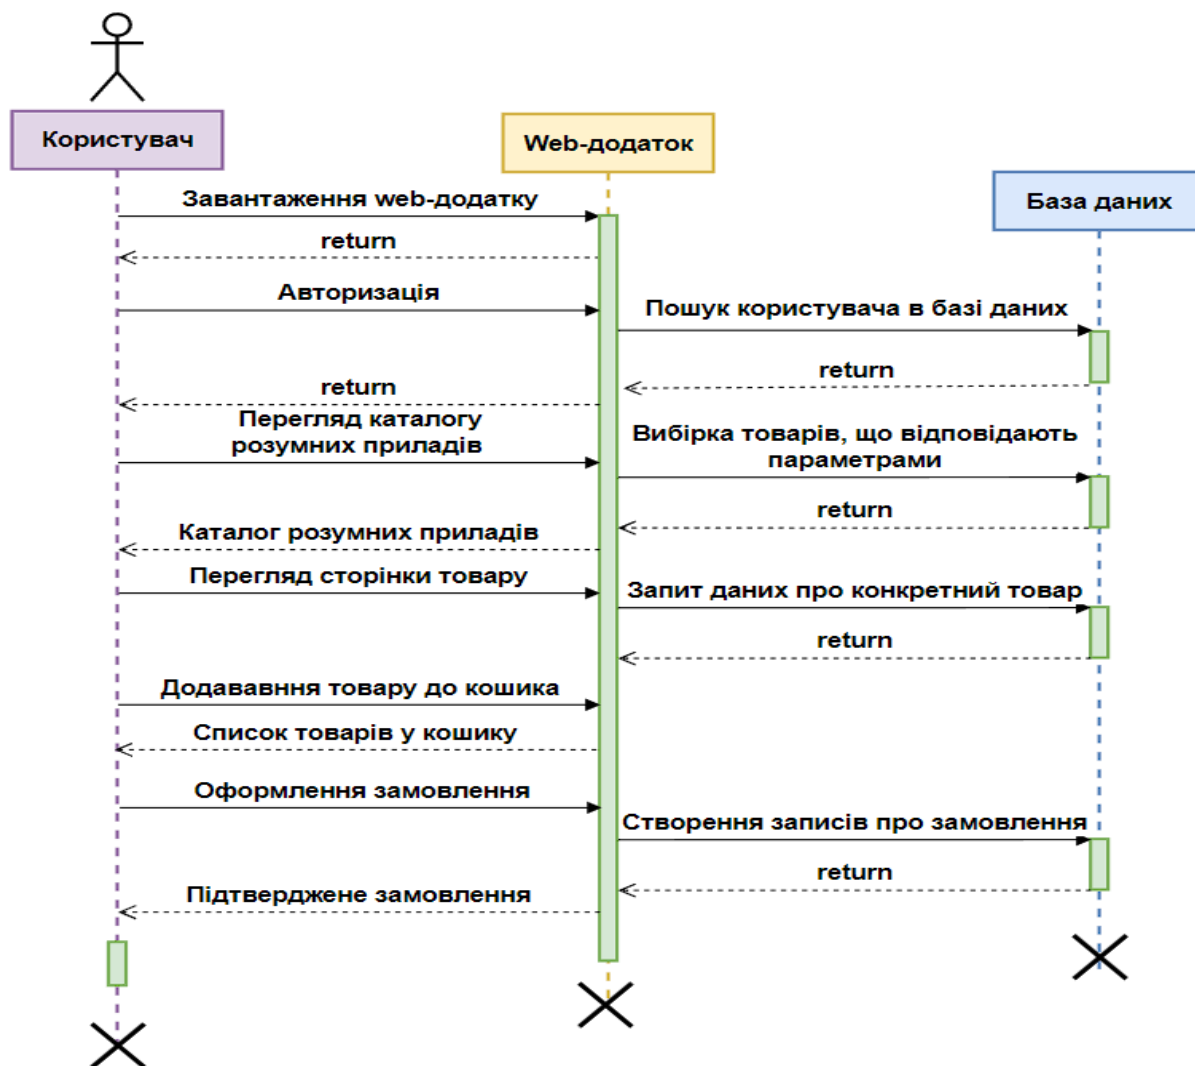 Користувач
Web-додаток
База даних
Завантаження web-додатку
return
Авторизація
Пошук користувача в базі даних
return
return
Перегляд каталогу
розумних приладів
Вибірка товарів, що відповідають
параметрами
return
Каталог розумних приладів
Перегляд сторінки товару
Запит даних про конкретний товар
return
Додававння товару до кошика
Список товарів у кошику
Оформлення замовлення
Створення записів про замовлення
return
Підтверджене замовлення